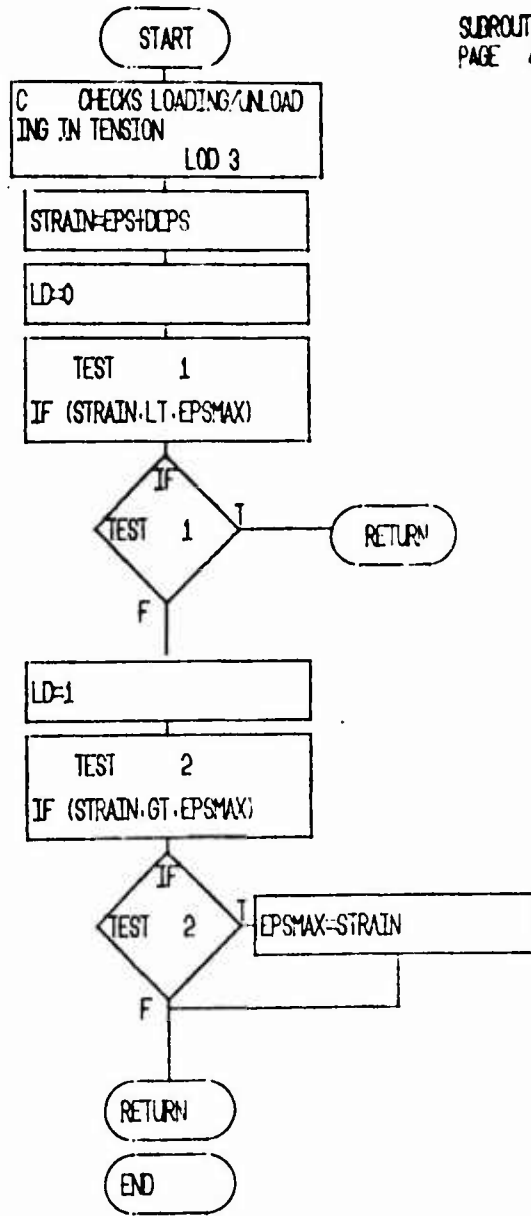 START
SUBROUT
PAGE 4
C CHECKS LOADING/UNLOAD
ING IN TENSION
LOD 3
STRAIN=EPS+DEPS
LD=0
TEST 1
IF (STRAIN.LT.EPSMAX)
IF
TEST 1
T
RETURN
F
LD=1
TEST 2
IF (STRAIN.GT.EPSMAX)
IF
TEST 2
T
EPSMAX=STRAIN
F
RETURN
END